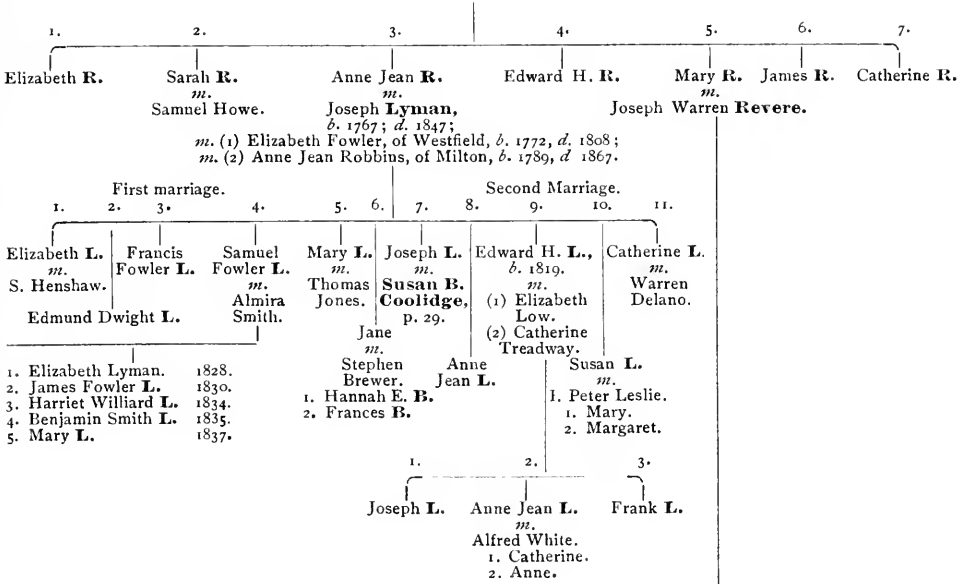 1. 2. 3. 4. 5. 6. 7.
Elizabeth R. Sarah R. Anne Jean R. Edward H. R. Mary R. James R. Catherine R.
m. m. m.
Samuel Howe. Joseph Lyman, Joseph Warren Revere.
b. 1767; d. 1847;
m. (1) Elizabeth Fowler, of Westfield, b. 1772, d. 1808;
m. (2) Anne Jean Robbins, of Milton, b. 1789, d 1867.
First marriage. Second Marriage.
1. 2. 3. 4. 5. 6. 7. 8. 9. 10. 11.
Elizabeth L. Francis Samuel Mary L. Joseph L. Edward H. L., Catherine L.
m. Fowler L. Fowler L. m. m. b. 1819. m.
S. Henshaw. m. Thomas Susan B. m. Warren
Almira Jones. Coolidge, (1) Elizabeth Delano.
Edmund Dwight L. Smith. p. 29. Low.
Jane (2) Catherine
m. Treadway.
Stephen Anne Susan L.
Brewer. Jean L. m.
1. Elizabeth Lyman. 1828. 1. Hannah E. B. I. Peter Leslie.
2. James Fowler L. 1830. 2. Frances B. 1. Mary.
3. Harriet Williard L. 1834. 2. Margaret.
4. Benjamin Smith L. 1835.
5. Mary L. 1837.
1. 2. 3.
Joseph L. Anne Jean L. Frank L.
m.
Alfred White.
1. Catherine.
2. Anne.